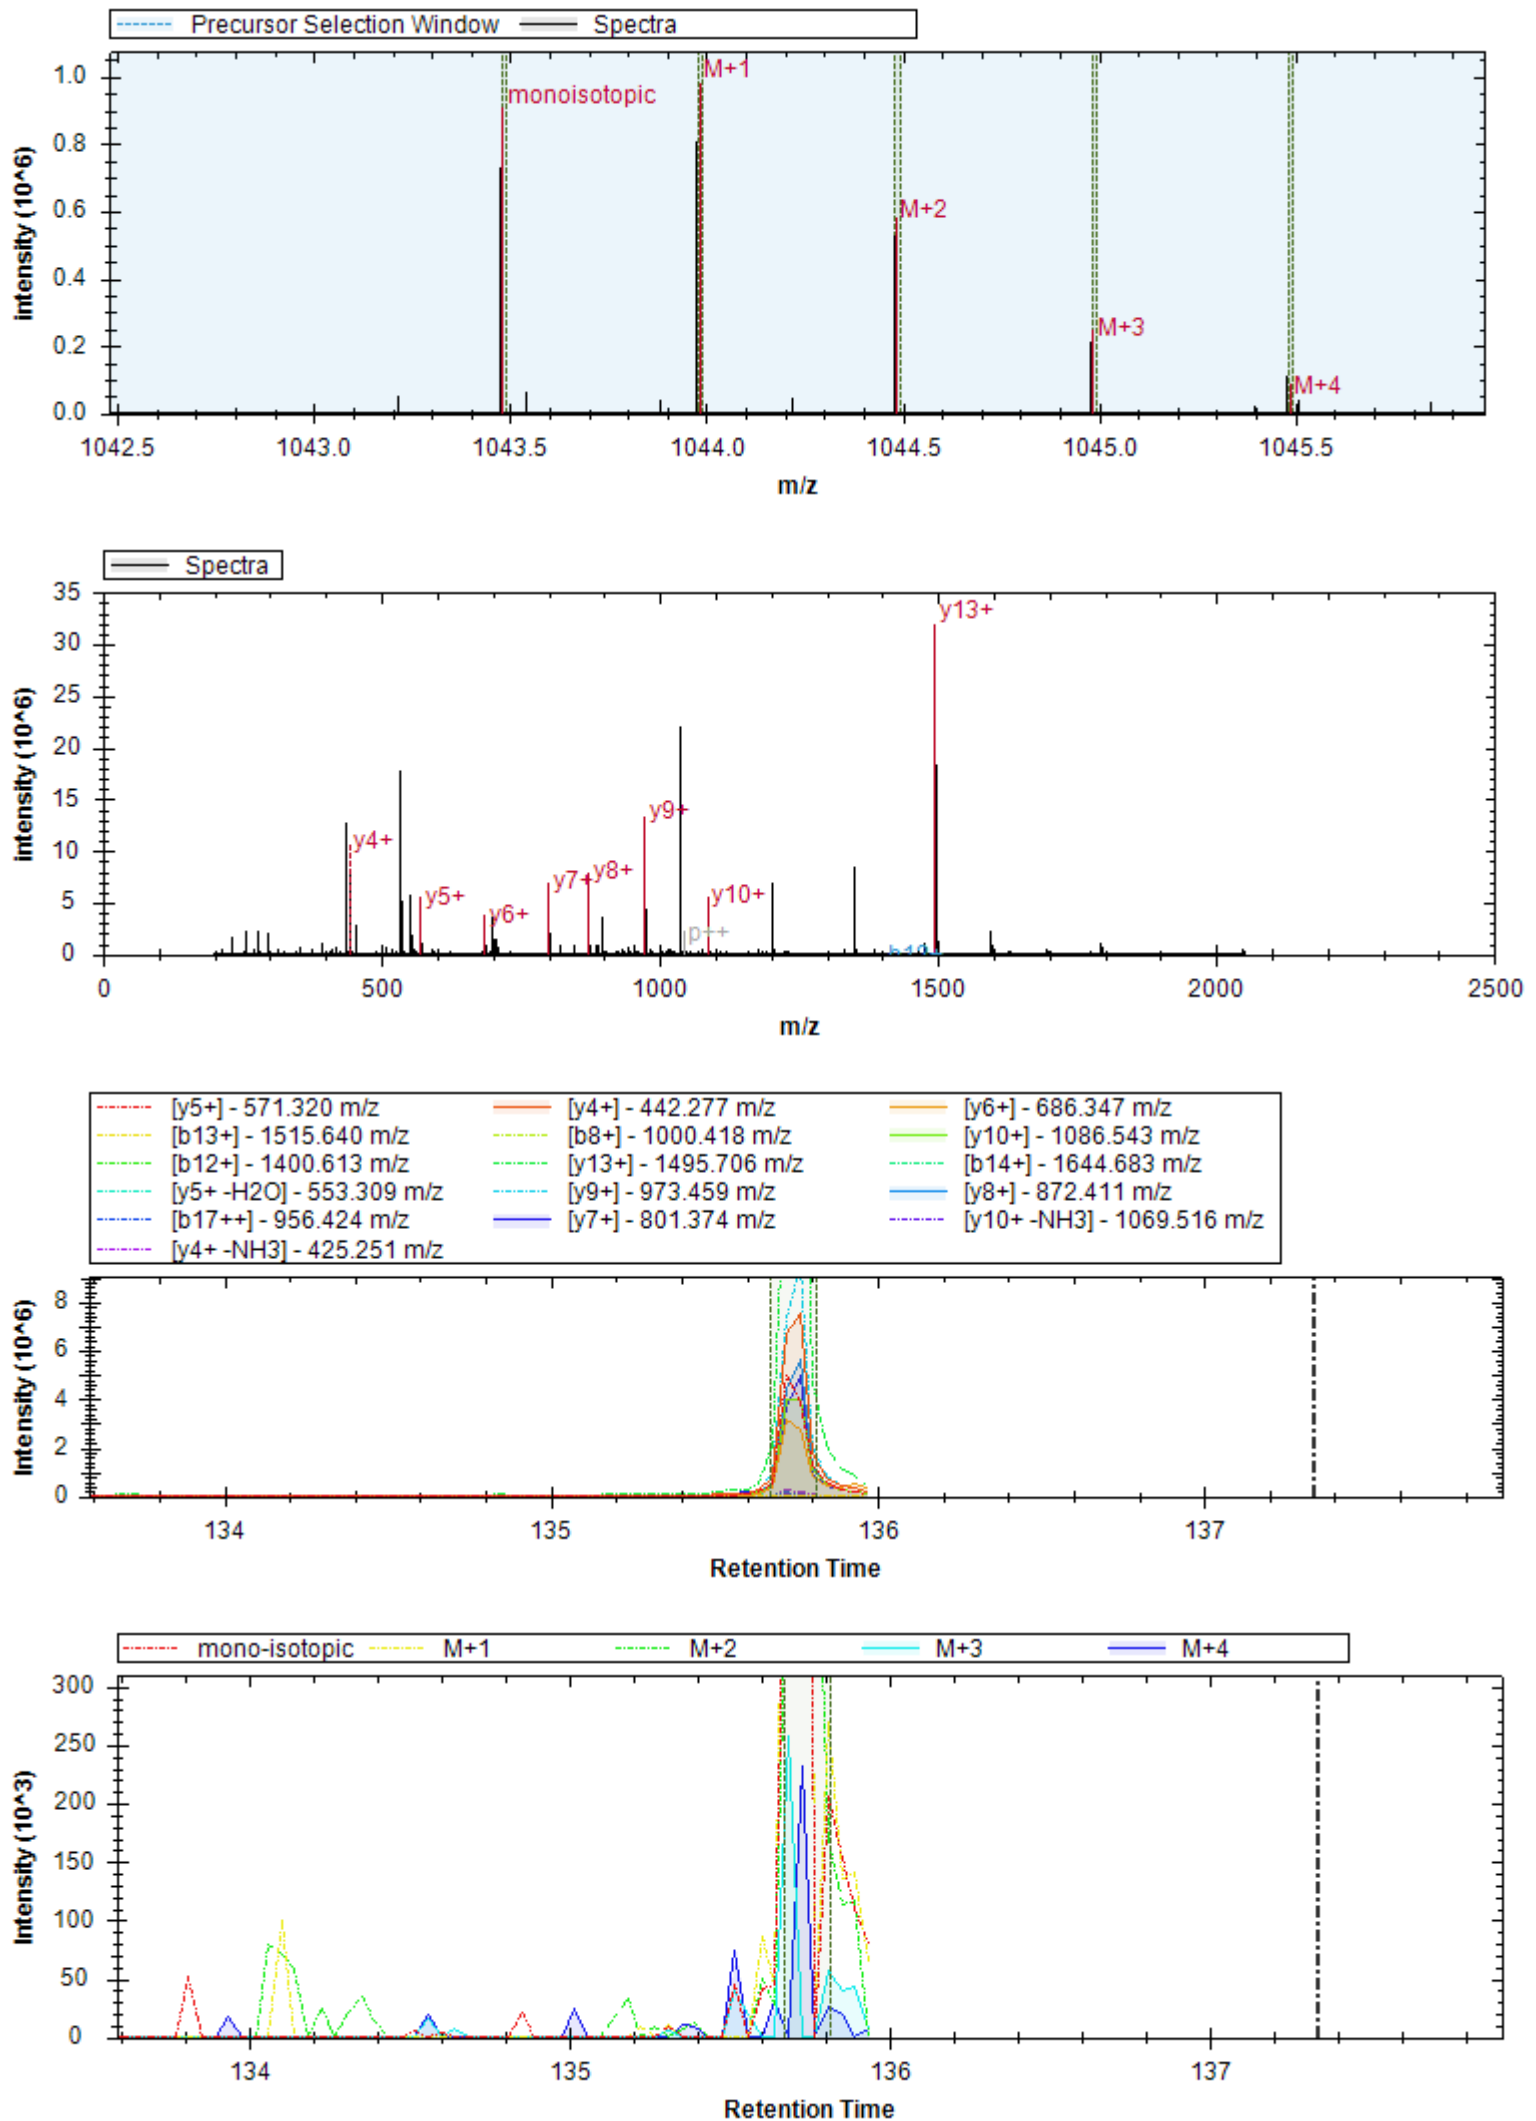 Precursor Selection Window Spectra
M+1
monoisotopic
M+2
M+3
M+4
1.0
0.8
0.6
0.4
0.2
0.0
intensity (10^6)
1042.5 1043.0 1043.5 1044.0 1044.5 1045.0 1045.5
m/z
Spectra
35
30
25
20
15
10
5
0
intensity (10^6)
y13+
y4+
y5+
y6+
y7+
y8+
y9+
y10+
p++
0 500 1000 1500 2000 2500
m/z
[y5+] - 571.320 m/z [y4+] - 442.277 m/z [y6+] - 686.347 m/z
[b13+] - 1515.640 m/z [b8+] - 1000.418 m/z [y10+] - 1086.543 m/z
[b12+] - 1400.613 m/z [y13+] - 1495.706 m/z [b14+] - 1644.683 m/z
[y5+ -H2O] - 553.309 m/z [y9+] - 973.459 m/z [y8+] - 872.411 m/z
[b17++] - 956.424 m/z [y7+] - 801.374 m/z [y10+ -NH3] - 1069.516 m/z
[y4+ -NH3] - 425.251 m/z
8
6
4
2
0
Intensity (10^6)
134 135 136 137
Retention Time
mono-isotopic M+1 M+2 M+3 M+4
300
250
200
150
100
50
0
Intensity (10^3)
134 135 136 137
Retention Time